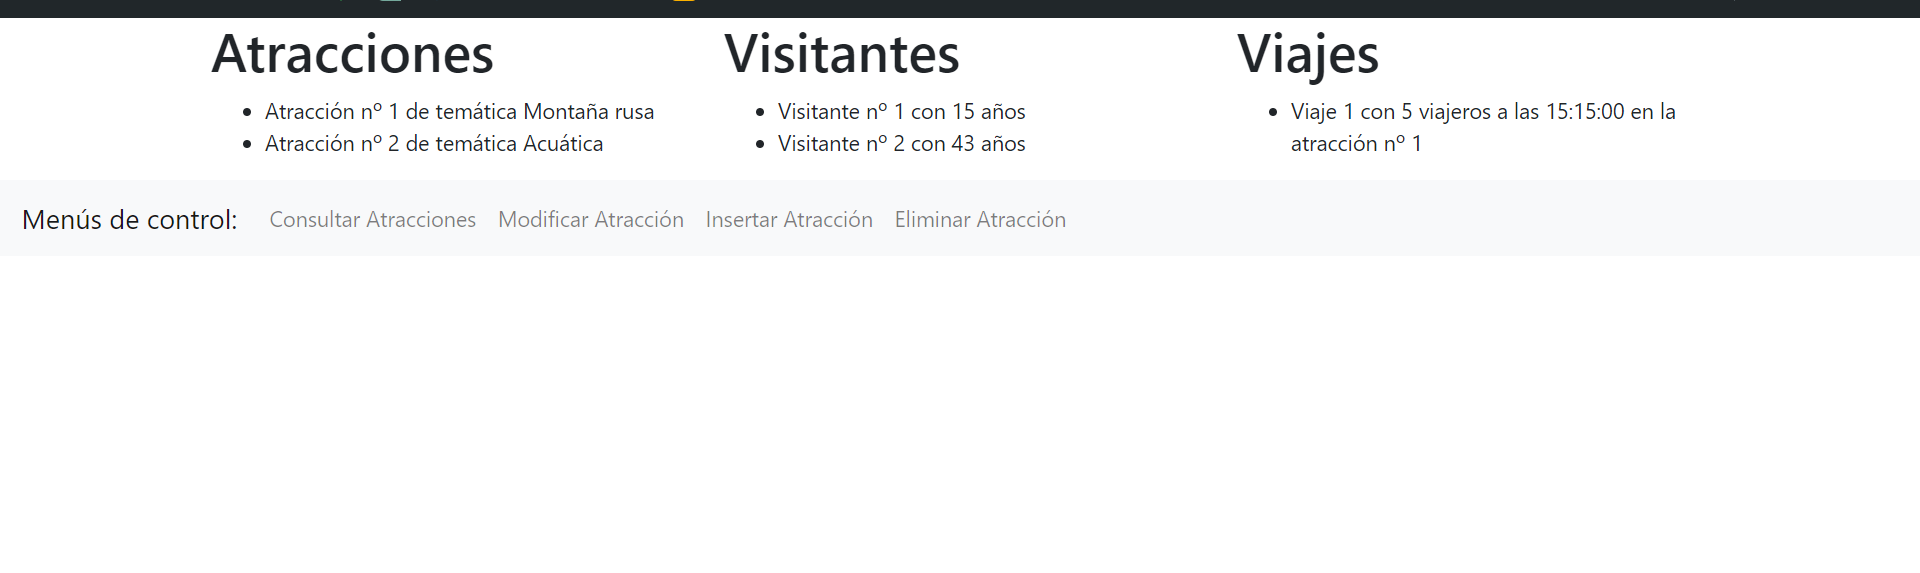 Atracciones
Atracción nº 1 de temática Montaña rusa
Atracción nº 2 de temática Acuática
Visitantes
Visitante nº 1 con 15 años
Visitante nº 2 con 43 años
Viajes
Viaje 1 con 5 viajeros a las 15:15:00 en la
atracción nº 1
Menús de control: Consultar Atracciones Modificar Atracción Insertar Atracción Eliminar Atracción